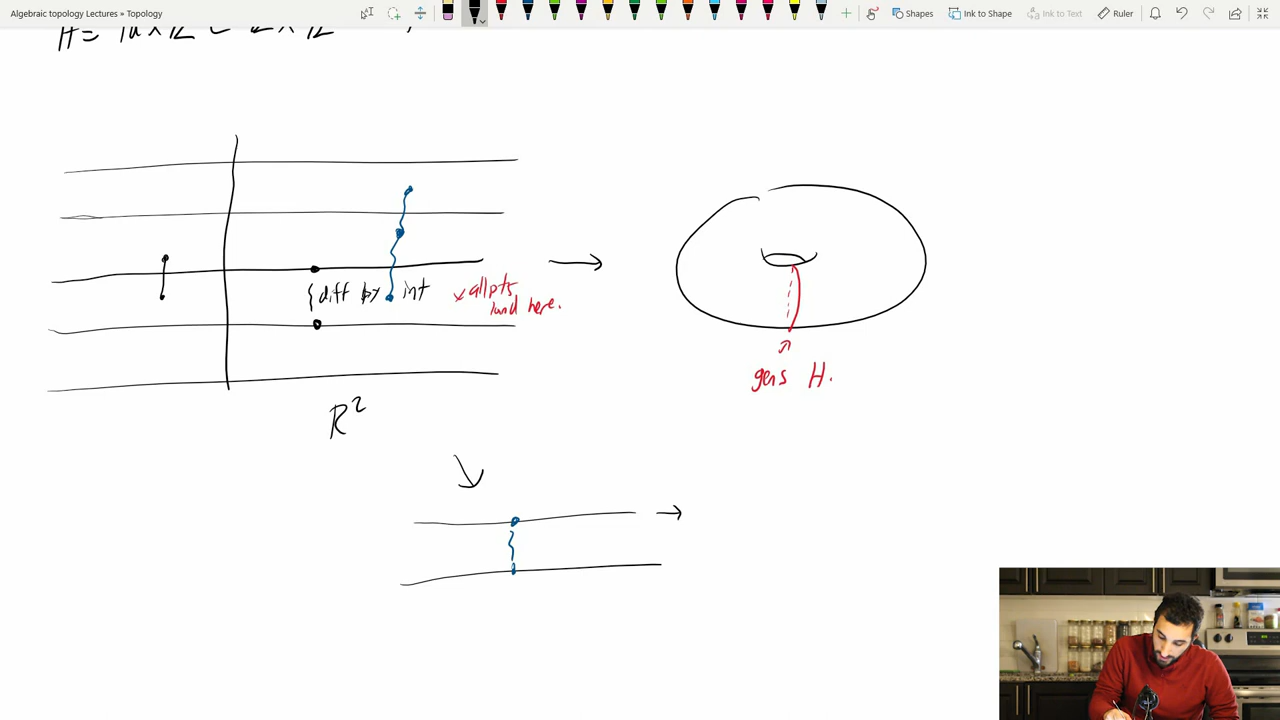 Algebraic topology Lectures » Topology
Shapes
Ink to Shape
Ink to Text
Ruler
{ diff by int
× all pts
land here.
gens H.
R²